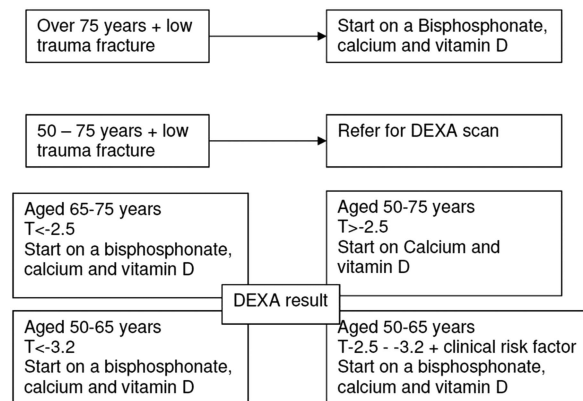 Over 75 years + low
trauma fracture
Start on a Bisphosphonate,
calcium and vitamin D
50 – 75 years + low
trauma fracture
Refer for DEXA scan
Aged 65-75 years
T<-2.5
Start on a bisphosphonate,
calcium and vitamin D
Aged 50-75 years
T>-2.5
Start on Calcium and
vitamin D
DEXA result
Aged 50-65 years
T<-3.2
Start on a bisphosphonate,
calcium and vitamin D
Aged 50-65 years
T-2.5 - -3.2 + clinical risk factor
Start on a bisphosphonate,
calcium and vitamin D